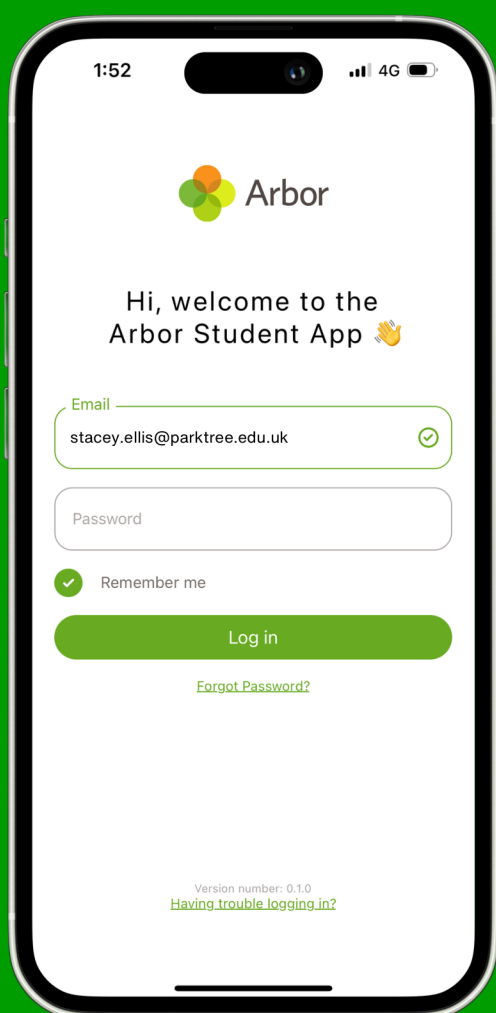 1:52
4G
Arbor
Hi, welcome to the
Arbor Student App 👋
Email
stacey.ellis@parktree.edu.uk
Password
Remember me
Log in
Forgot Password?
Version number: 0.1.0
Having trouble logging in?